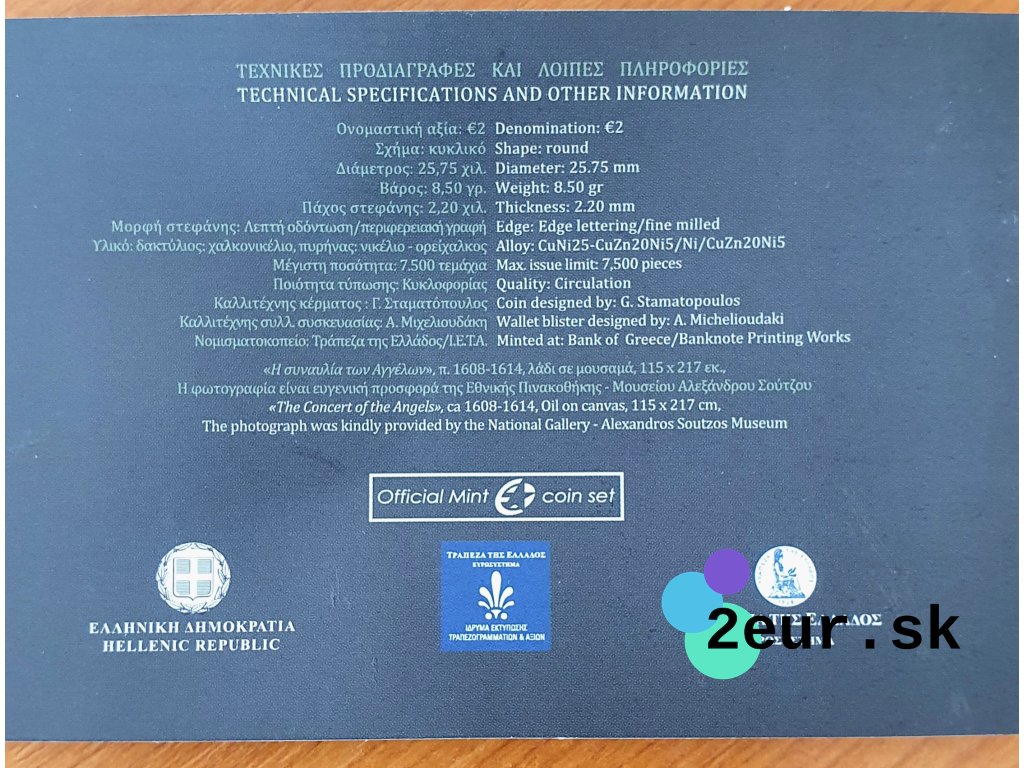 ΤΕΧΝΙΚΕΣ ΠΡΟΔΙΑΓΡΑΦΕΣ ΚΑΙ ΛΟΙΠΕΣ ΠΛΗΡΟΦΟΡΙΕΣ
TECHNICAL SPECIFICATIONS AND OTHER INFORMATION
Ονομαστική αξία: €2 Denomination: €2
Σχήμα: κυκλικό Shape: round
Διάμετρος: 25,75 χιλ. Diameter: 25.75 mm
Βάρος: 8,50 γρ. Weight: 8.50 gr
Πάχος στεφάνης: 2,20 χιλ. Thickness: 2.20 mm
Μορφή στεφάνης: Λεπτή οδόντωση/περιφερειακή γραφή Edge: Edge lettering/fine milled
Υλικό: δακτύλιος: χαλκονικέλιο, πυρήνας: νικέλιο - ορείχαλκος Alloy: CuNi25-CuZn20Ni5/Ni/CuZn20Ni5
Μέγιστη ποσότητα: 7.500 τεμάχια Max. issue limit: 7,500 pieces
Ποιότητα τύπωσης: Κυκλοφορίας Quality: Circulation
Καλλιτέχνης κέρματος : Γ. Σταματόπουλος Coin designed by: G. Stamatopoulos
Καλλιτέχνης συλλ. συσκευασίας: Α. Μιχελιουδάκη Wallet blister designed by: A. Michelioudaki
Νομισματοκοπείο: Τράπεζα της Ελλάδος/Ι.Ε.Τ.Α. Minted at: Bank of Greece/Banknote Printing Works
«Η συναυλία των Αγγέλων», π. 1608-1614, λάδι σε μουσαμά, 115 x 217 εκ.,
Η φωτογραφία είναι ευγενική προσφορά της Εθνικής Πινακοθήκης - Μουσείου Αλεξάνδρου Σούτζου
«The Concert of the Angels», ca 1608-1614, Oil on canvas, 115 x 217 cm,
The photograph was kindly provided by the National Gallery - Alexandros Soutzos Museum
Official Mint coin set
ΕΛΛΗΝΙΚΗ ΔΗΜΟΚΡΑΤΙΑ
HELLENIC REPUBLIC
ΤΡΑΠΕΖΑ ΤΗΣ ΕΛΛΑΔΟΣ
ΕΥΡΩΣΥΣΤΗΜΑ
ΙΔΡΥΜΑ ΕΚΤΥΠΩΣΗΣ
ΤΡΑΠΕΖΟΓΡΑΜΜΑΤΙΩΝ & ΑΞΙΩΝ
ΤΗΣ ΕΛΛΑΔΟΣ
2eur.sk